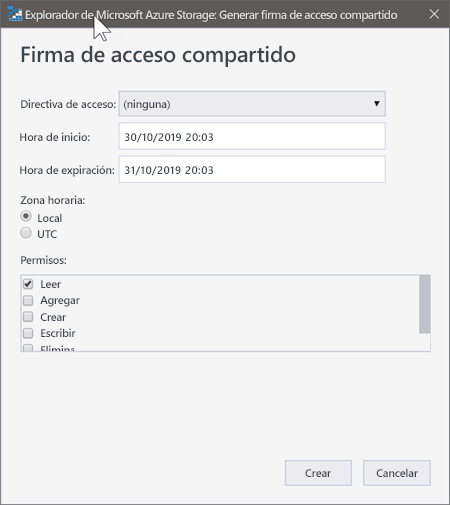 Explorador de Microsoft Azure Storage: Generar firma de acceso compartido
Firma de acceso compartido
Directiva de acceso: (ninguna)
Hora de inicio: 30/10/2019 20:03
Hora de expiración: 31/10/2019 20:03
Zona horaria:
Local
UTC
Permisos:
Leer
Agregar
Crear
Escribir
Elimina
Crear Cancelar